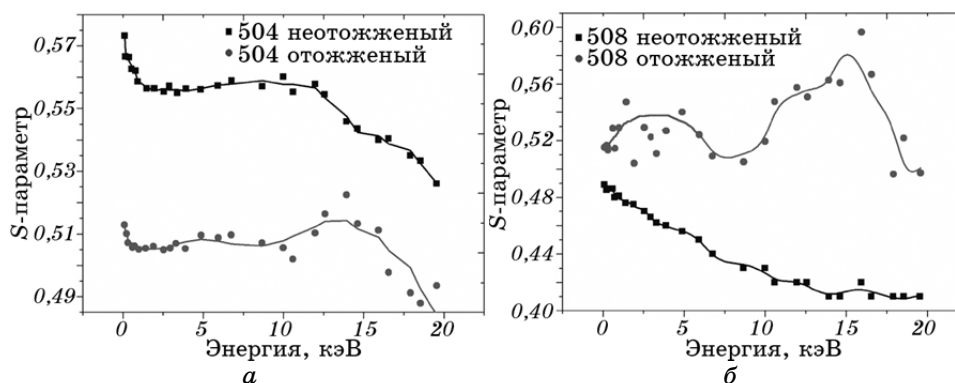 0,57
0,55
0,53
0,51
0,49
S-параметр
504 неотожженый
504 отожженый
0 5 10 15 20
Энергия, кэВ
а
0,60
0,56
0,52
0,48
0,44
0,40
S-параметр
508 неотожженый
508 отожженый
0 5 10 15 20
Энергия, кэВ
б